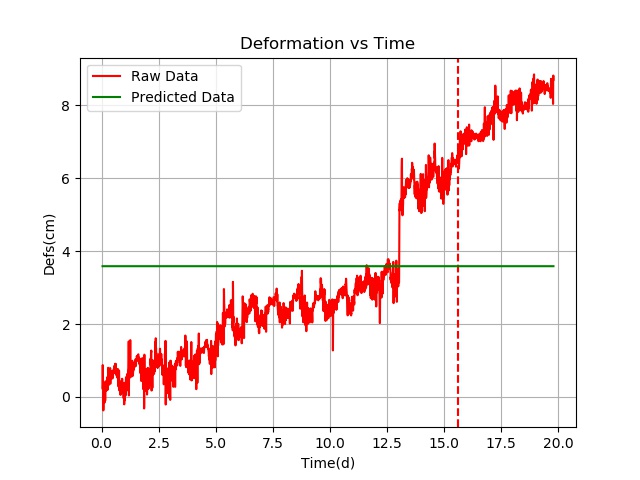 Deformation vs Time
Raw Data
Predicted Data
Defs(cm)
8
6
4
2
0
0.0 2.5 5.0 7.5 10.0 12.5 15.0 17.5 20.0
Time(d)